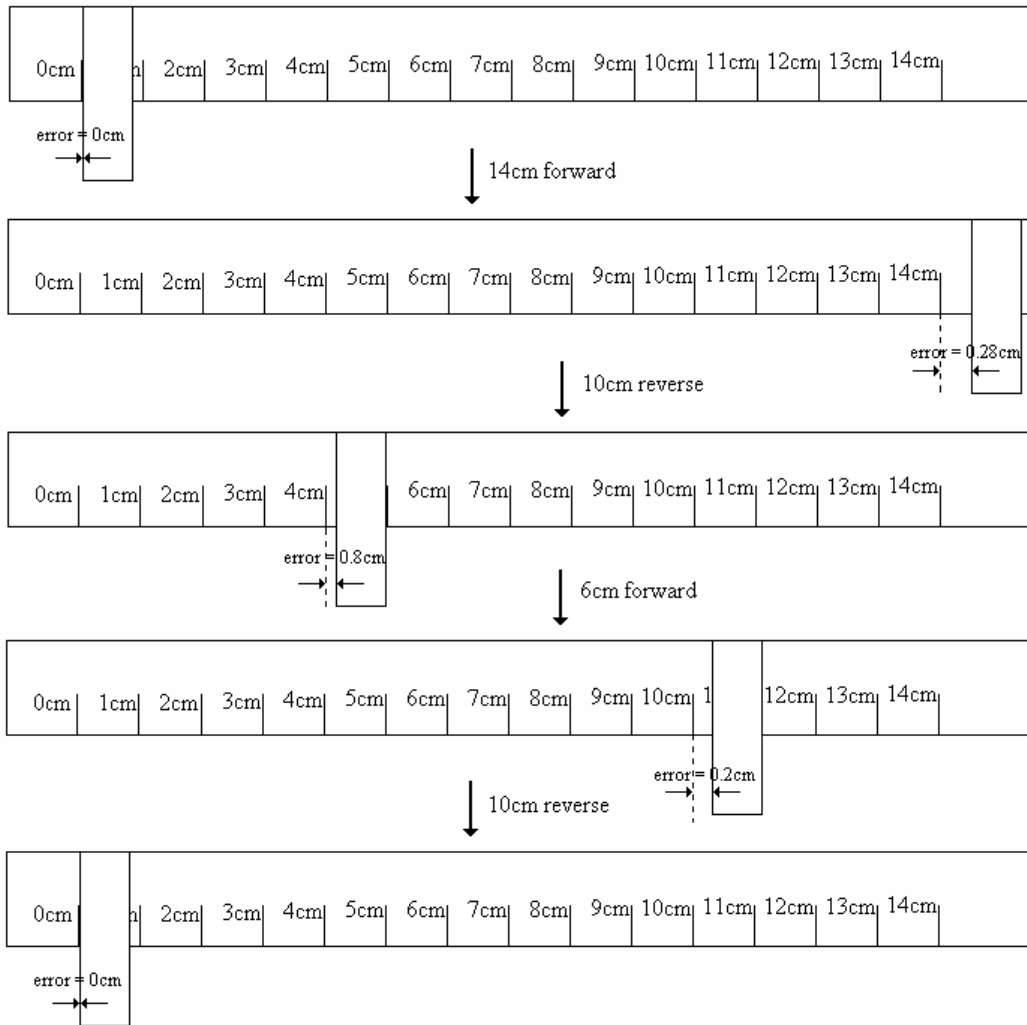 0cm 2cm 3cm 4cm 5cm 6cm 7cm 8cm 9cm 10cm 11cm 12cm 13cm 14cm
error = 0cm
14cm forward
0cm 1cm 2cm 3cm 4cm 5cm 6cm 7cm 8cm 9cm 10cm 11cm 12cm 13cm 14cm
error = 0.28cm
10cm reverse
0cm 1cm 2cm 3cm 4cm 6cm 7cm 8cm 9cm 10cm 11cm 12cm 13cm 14cm
error = 0.8cm
6cm forward
0cm 1cm 2cm 3cm 4cm 5cm 6cm 7cm 8cm 9cm 10cm 12cm 13cm 14cm
error = 0.2cm
10cm reverse
0cm 2cm 3cm 4cm 5cm 6cm 7cm 8cm 9cm 10cm 11cm 12cm 13cm 14cm
error = 0cm